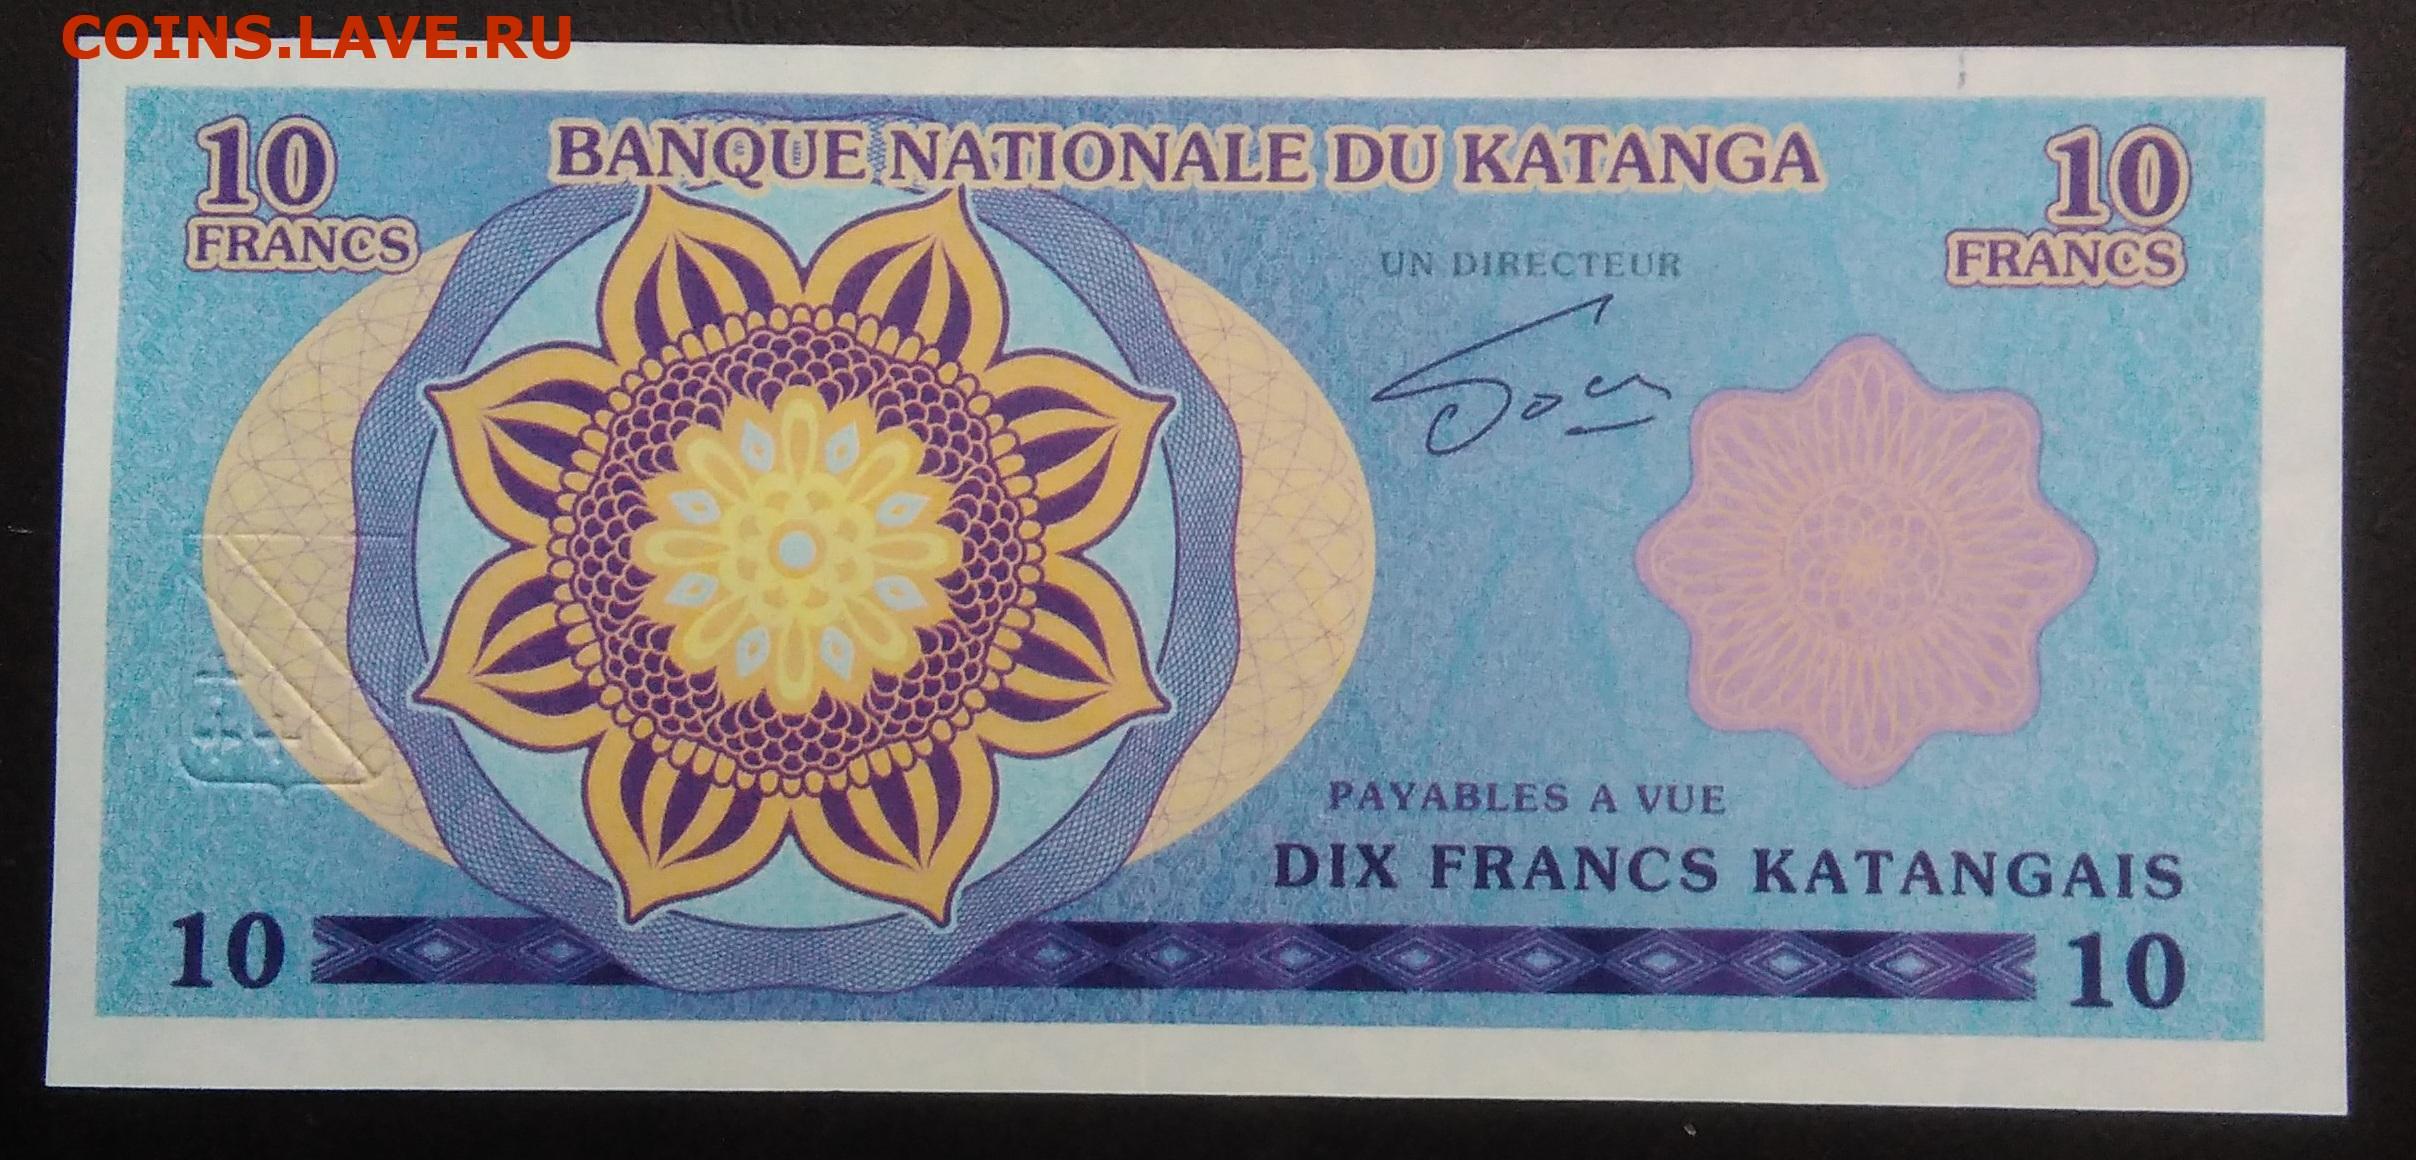 COINS.LAVE.RU
10
FRANCS
BANQUE NATIONALE DU KATANGA
10
FRANCS
UN DIRECTEUR
PAYABLES A VUE
DIX FRANCS KATANGAIS
10
10